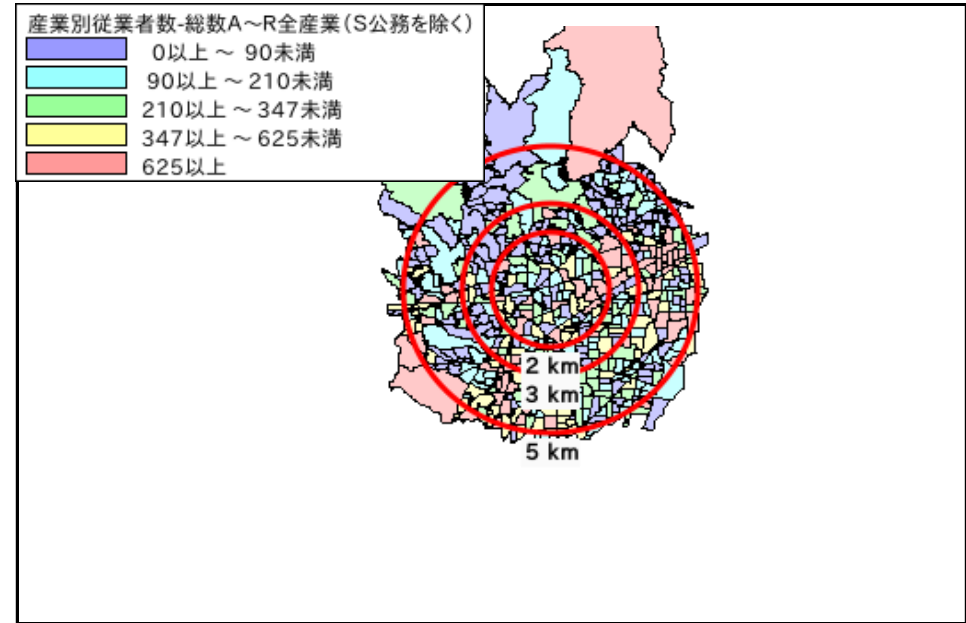 産業別従業者数-総数A～R全産業(S公務を除く)
0以上 ～ 90未満
90以上 ～ 210未満
210以上 ～ 347未満
347以上 ～ 625未満
625以上
2 km
3 km
5 km